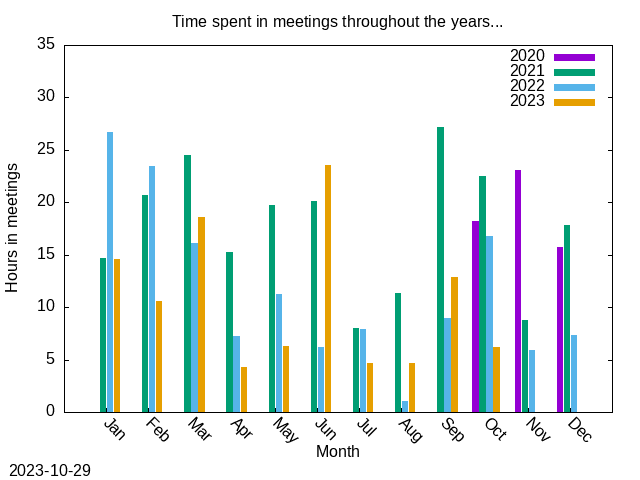 Time spent in meetings throughout the years...
35
30
25
20
15
10
5
0
Hours in meetings
2020
2021
2022
2023
Jan
Feb
Mar
Apr
May
Jun
Jul
Aug
Sep
Oct
Nov
Dec
Month
2023-10-29